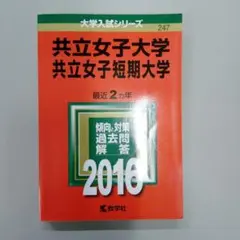 大学入試シリーズ
247
共立女子大学
共立女子短期大学
最近2カ年
傾向と対策
過去問
解答
2016
教学社